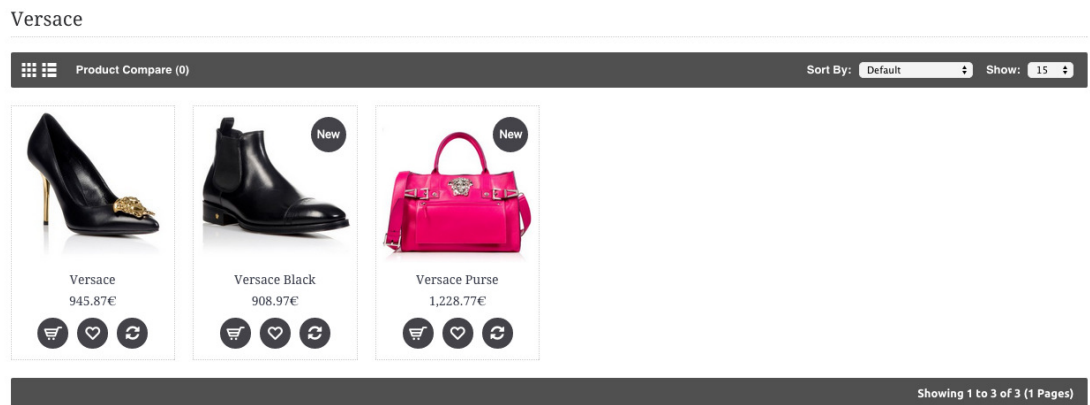 Versace
Product Compare (0)
Sort By: Default Show: 15
New
New
Versace
945.87€
Versace Black
908.97€
Versace Purse
1,228.77€
Showing 1 to 3 of 3 (1 Pages)